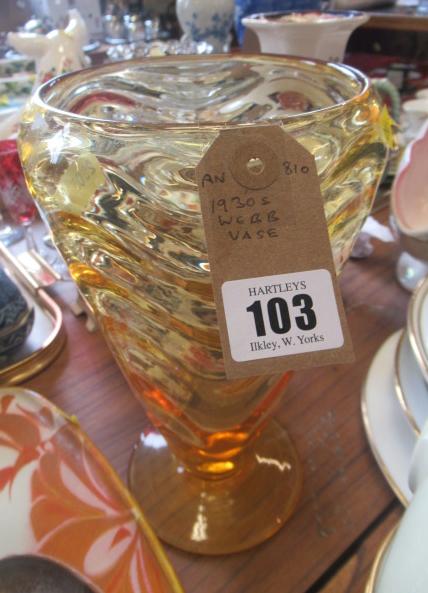 AN 810
1930s
WEBB
VASE
HARTLEYS
103
Ilkley, W. Yorks